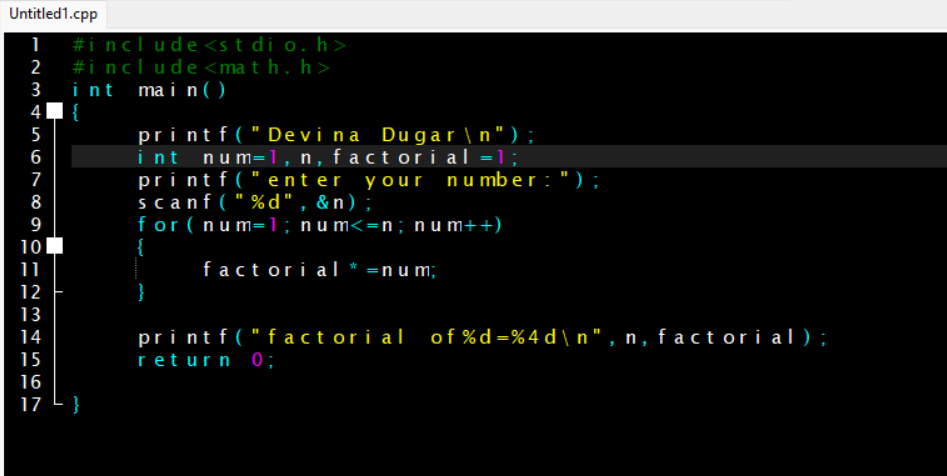 Untitled1.cpp
1 #include<stdio.h>
2 #include<math.h>
3 int main()
4 {
5 printf("Devina Dugar\n");
6 int num=1,n,factorial=1;
7 printf("enter your number:");
8 scanf("%d",&n);
9 for(num=1;num<=n;num++)
10 {
11 factorial*=num;
12 }
13
14 printf("factorial of%d=%4d\n",n,factorial);
15 return 0;
16
17 }